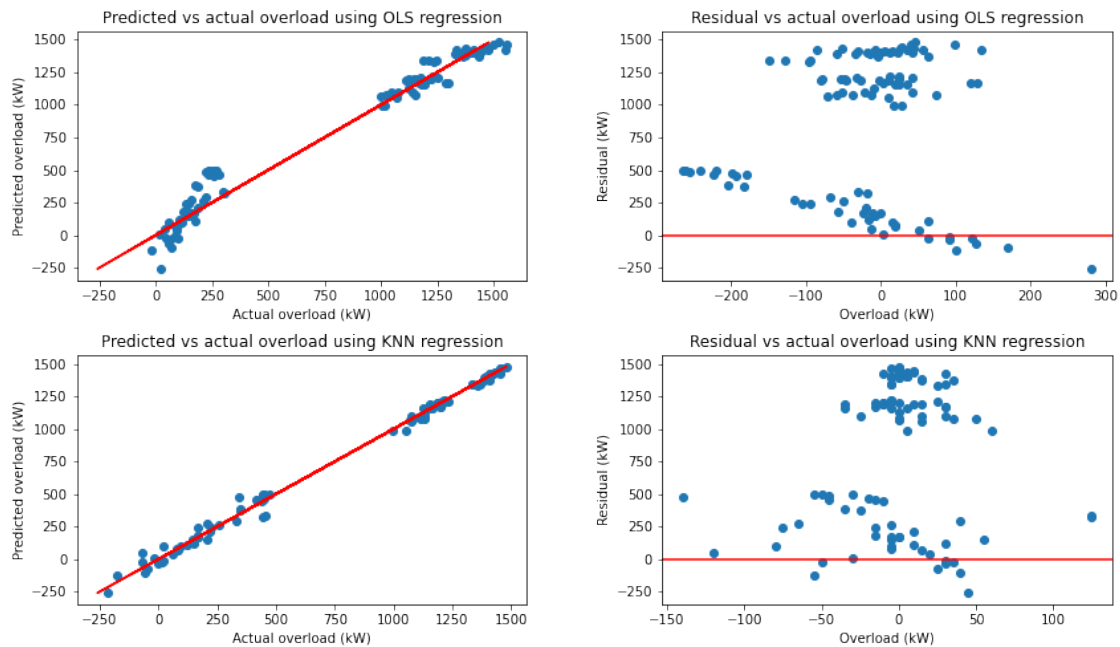 Predicted vs actual overload using OLS regression
Predicted overload (kW)
1500
1250
1000
750
500
250
0
−250
−250 0 250 500 750 1000 1250 1500
Actual overload (kW)
Residual vs actual overload using OLS regression
Residual (kW)
1500
1250
1000
750
500
250
0
−250
−200 −100 0 100 200 300
Overload (kW)
Predicted vs actual overload using KNN regression
Predicted overload (kW)
1500
1250
1000
750
500
250
0
−250
−250 0 250 500 750 1000 1250 1500
Actual overload (kW)
Residual vs actual overload using KNN regression
Residual (kW)
1500
1250
1000
750
500
250
0
−250
−150 −100 −50 0 50 100
Overload (kW)